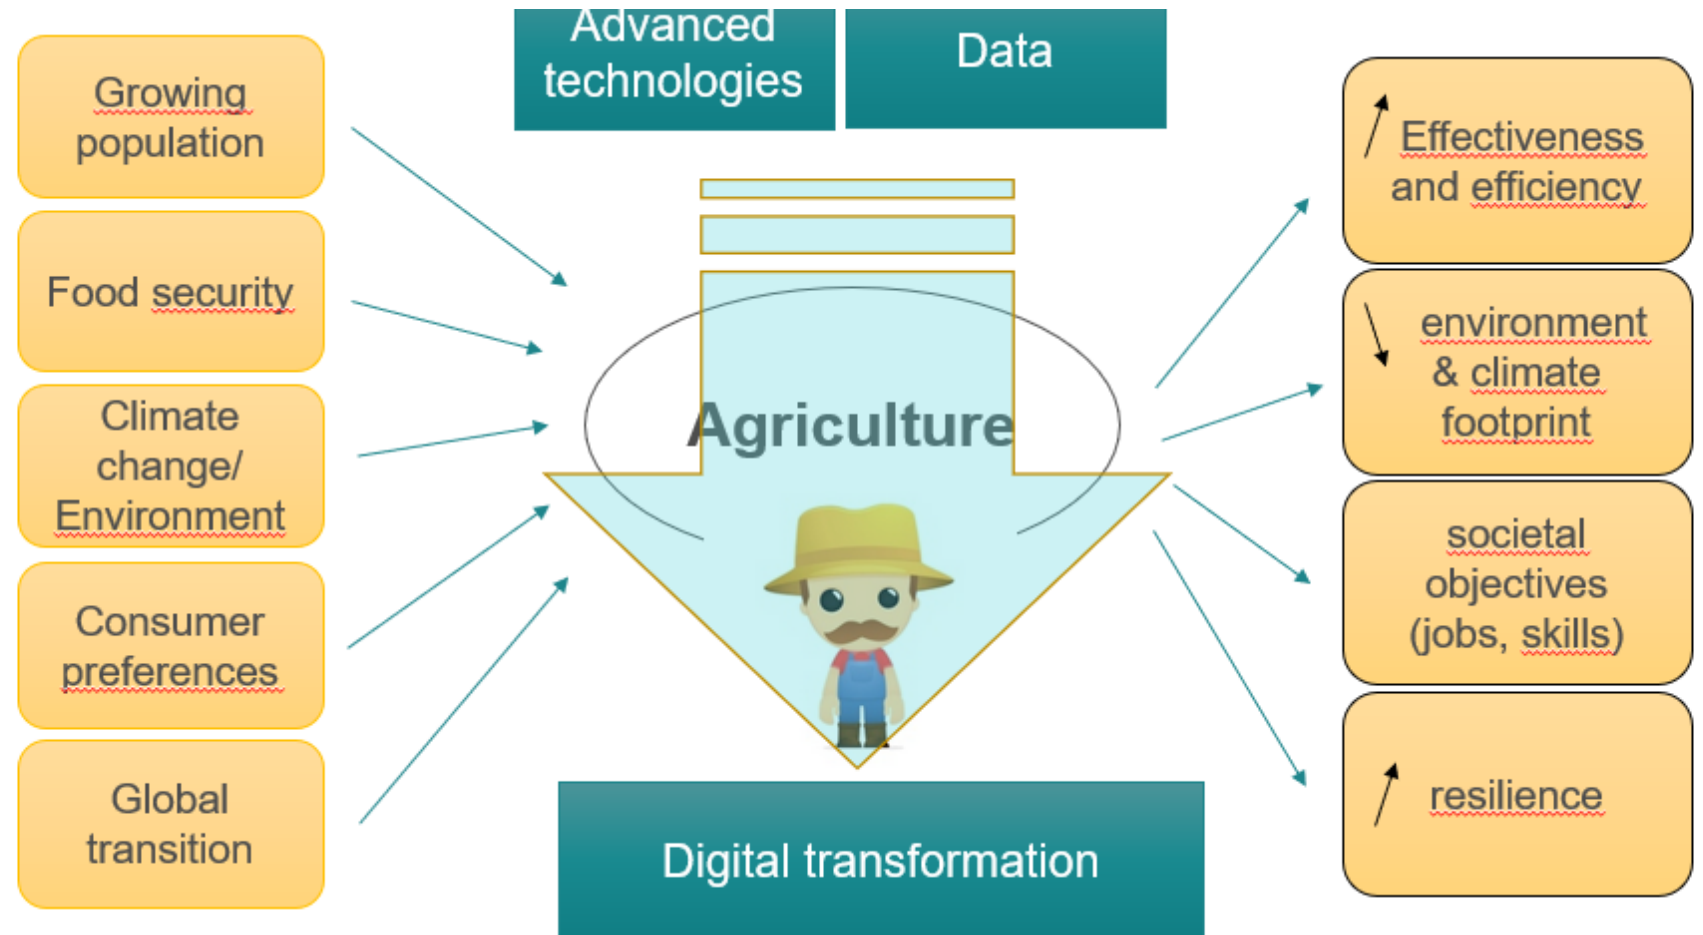 Growing
population
Food security
Climate
change/
Environment
Consumer
preferences
Global
transition
Advanced
technologies
Data
Agriculture
Digital transformation
Effectiveness
and efficiency
environment
& climate
footprint
societal
objectives
(jobs, skills)
resilience